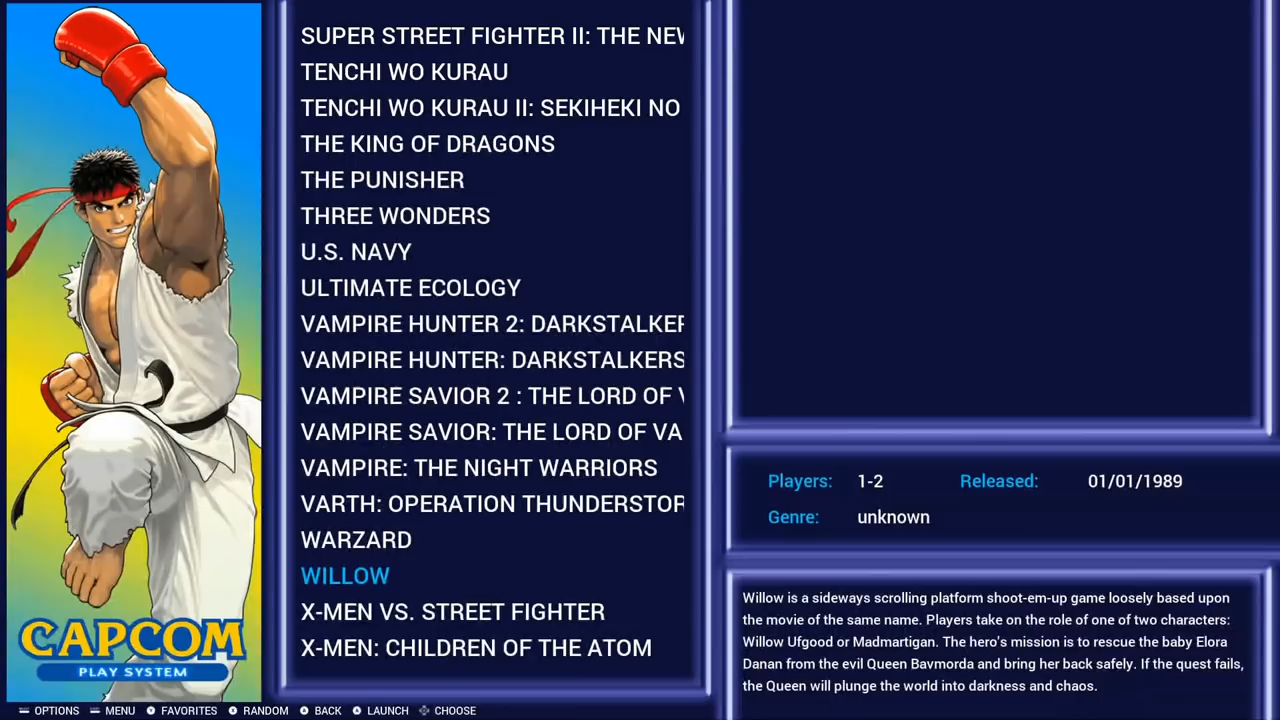 SUPER STREET FIGHTER II: THE NEW
TENCHI WO KURAU
TENCHI WO KURAU II: SEKIHEKI NO
THE KING OF DRAGONS
THE PUNISHER
THREE WONDERS
U.S. NAVY
ULTIMATE ECOLOGY
VAMPIRE HUNTER 2: DARKSTALKER
VAMPIRE HUNTER: DARKSTALKERS
VAMPIRE SAVIOR 2 : THE LORD OF V
VAMPIRE SAVIOR: THE LORD OF VA
VAMPIRE: THE NIGHT WARRIORS
VARTH: OPERATION THUNDERSTOR
WARZARD
WILLOW
X-MEN VS. STREET FIGHTER
X-MEN: CHILDREN OF THE ATOM
Players: 1-2 Released: 01/01/1989
Genre: unknown
Willow is a sideways scrolling platform shoot-em-up game loosely based upon
the movie of the same name. Players take on the role of one of two characters:
Willow Ufgood or Madmartigan. The hero's mission is to rescue the baby Elora
Danan from the evil Queen Bavmorda and bring her back safely. If the quest fails,
the Queen will plunge the world into darkness and chaos.
CAPCOM
PLAY SYSTEM
OPTIONS MENU FAVORITES RANDOM BACK LAUNCH CHOOSE